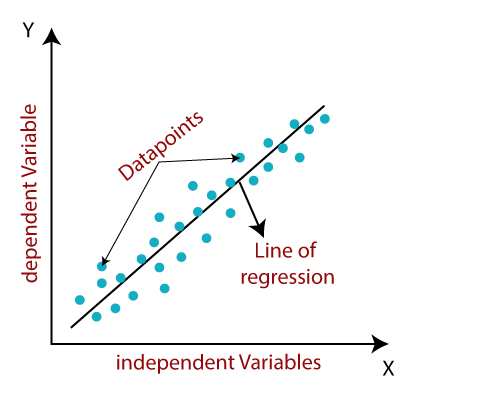 Y
dependent Variable
Datapoints
Line of
regression
independent Variables
X